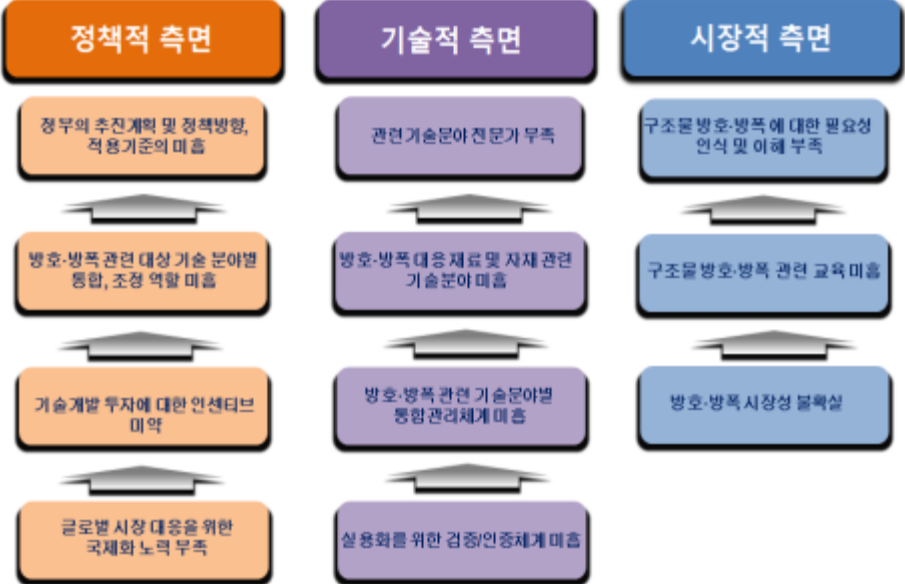 정책적 측면
정부의 추진계획 및 정책방향,
적용기준의 미흡
방호·방폭 관련 대상 기술 분야별
통합, 조정 역할 미흡
기술개발 투자에 대한 인센티브
미약
글로벌 시장 대응을 위한
국제화 노력 부족
기술적 측면
관련 기술분야 전문가 부족
방호·방폭 대응 재료 및 자재 관련
기술분야 미흡
방호·방폭 관련 기술분야별
통합관리체계 미흡
실용화를 위한 검증/인증체계 미흡
시장적 측면
구조물 방호·방폭에 대한 필요성
인식 및 이해 부족
구조물 방호·방폭 관련 교육 미흡
방호·방폭 시장성 불확실